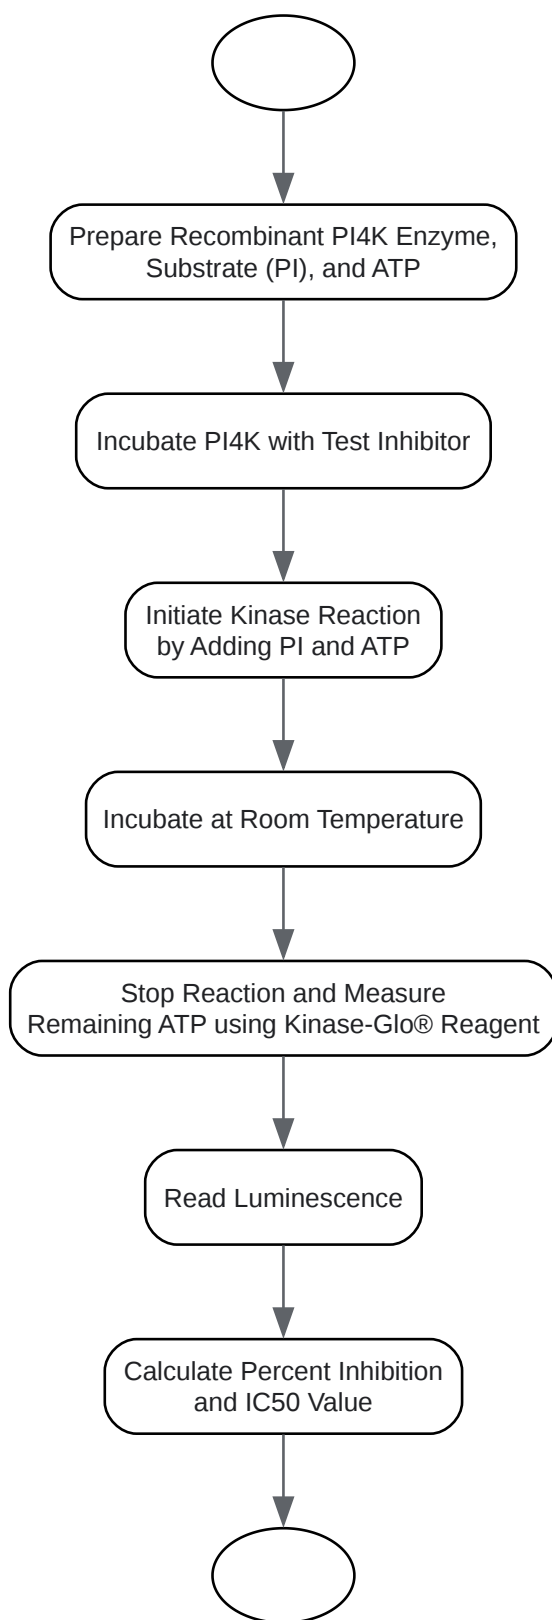 Prepare Recombinant PI4K Enzyme,
Substrate (PI), and ATP
Incubate PI4K with Test Inhibitor
Initiate Kinase Reaction
by Adding PI and ATP
Incubate at Room Temperature
Stop Reaction and Measure
Remaining ATP using Kinase-Glo® Reagent
Read Luminescence
Calculate Percent Inhibition
and IC50 Value